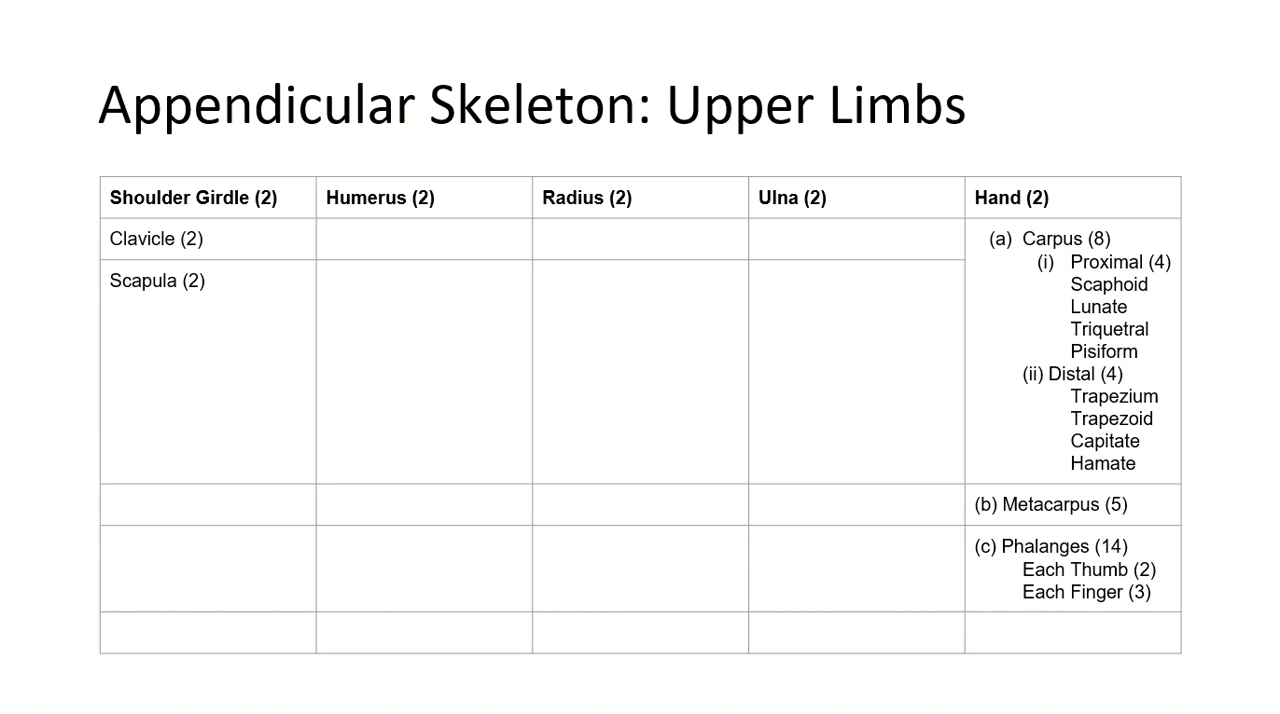 Appendicular Skeleton: Upper Limbs
Shoulder Girdle (2)
Humerus (2)
Radius (2)
Ulna (2)
Hand (2)
Clavicle (2)
Scapula (2)
(a) Carpus (8)
(i) Proximal (4)
Scaphoid
Lunate
Triquetral
Pisiform
(ii) Distal (4)
Trapezium
Trapezoid
Capitate
Hamate
(b) Metacarpus (5)
(c) Phalanges (14)
Each Thumb (2)
Each Finger (3)